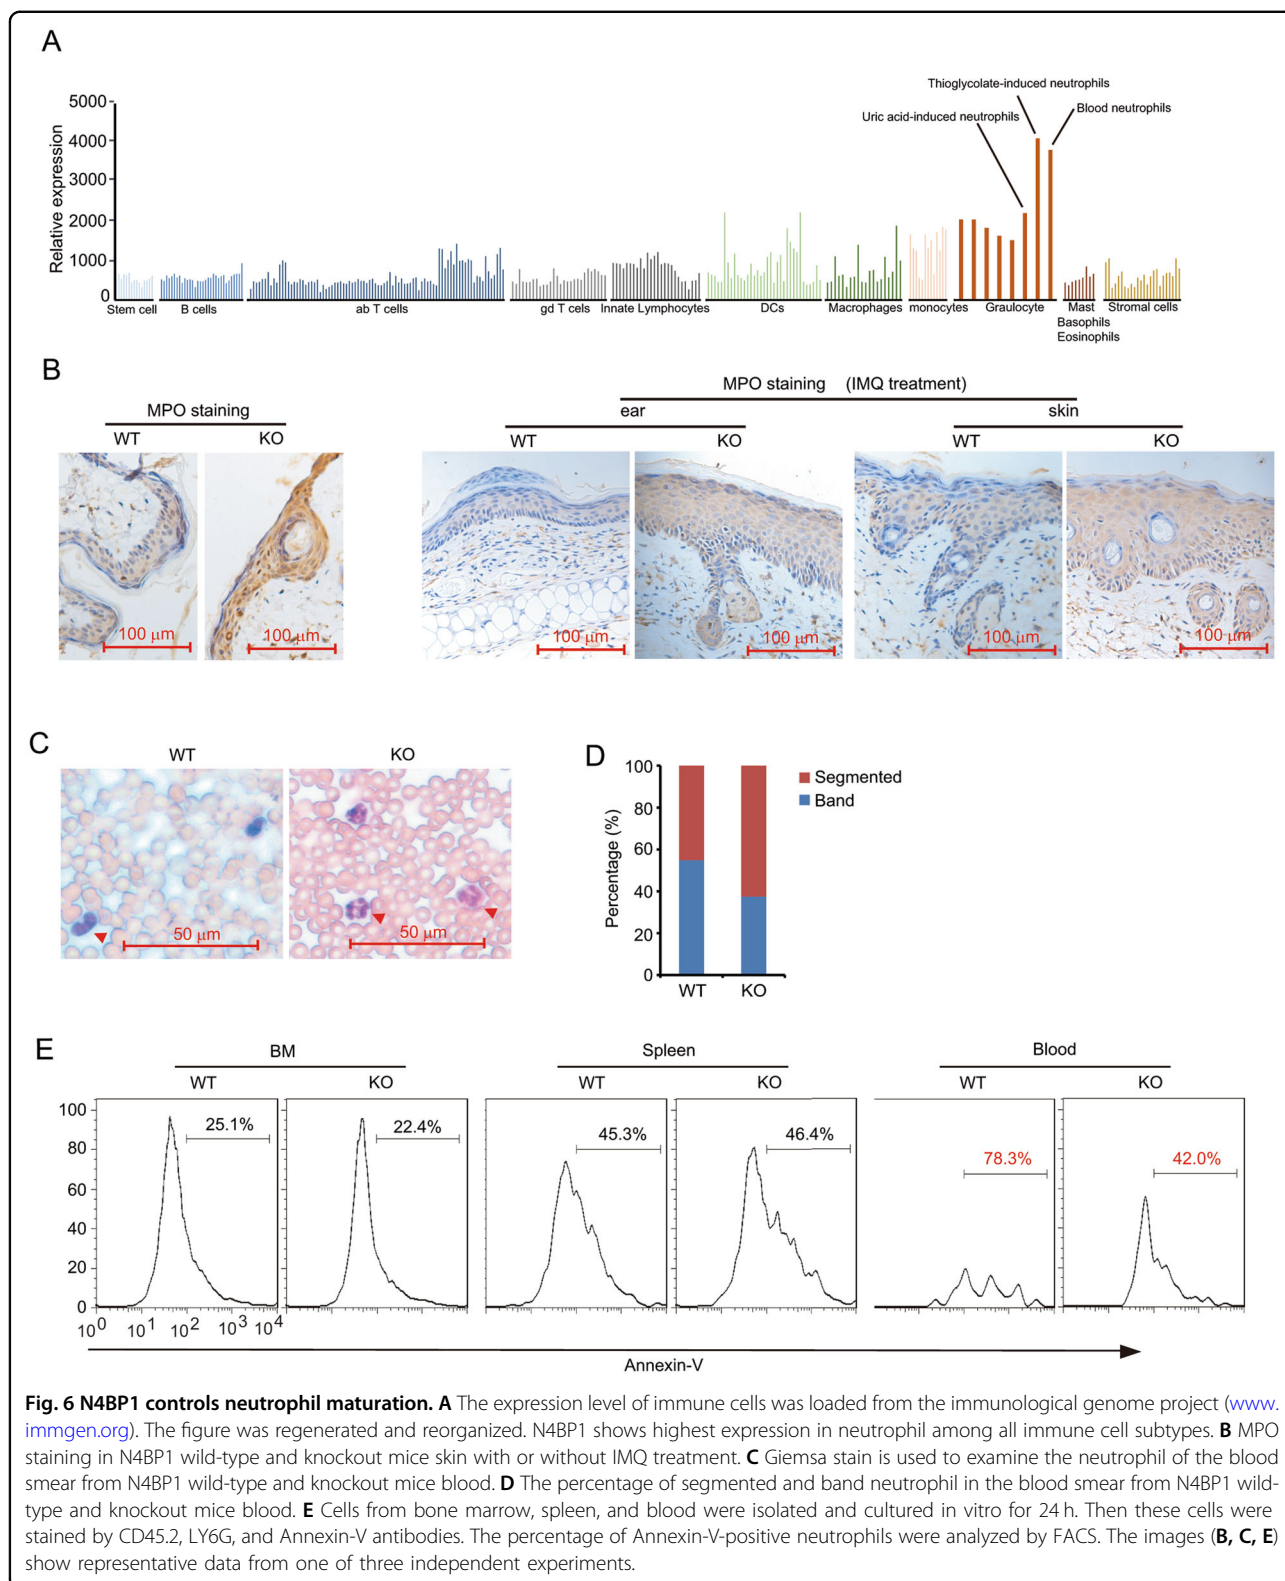 A
Thioglycolate-induced neutrophils
Uric acid-induced neutrophils
Blood neutrophils
Relative expression
5000
4000
3000
2000
1000
0
Stem cell
B cells
ab T cells
gd T cels
Innate Lymphocytes
DCs
Macrophages
monocytes
Graulocyte
Mast
Basophils
Eosinophils
Stromal cells
B
MPO staining
WT KO
MPO staining (IMQ treatment)
ear skin
WT KO WT KO
100 µm 100 µm 100 µm 100 µm 100 µm 100 µm
C
WT KO
50 µm 50 µm
D
Percentage (%)
100
80
60
40
20
0
WT KO
Segmented
Band
E
BM Spleen Blood
WT KO WT KO WT KO
100
80
60
40
20
0
25.1% 22.4% 45.3% 46.4% 78.3% 42.0%
10⁰ 10¹ 10² 10³ 10⁴
Annexin-V
Fig. 6 N4BP1 controls neutrophil maturation. A The expression level of immune cells was loaded from the immunological genome project (www.
immgen.org). The figure was regenerated and reorganized. N4BP1 shows highest expression in neutrophil among all immune cell subtypes. B MPO
staining in N4BP1 wild-type and knockout mice skin with or without IMQ treatment. C Giemsa stain is used to examine the neutrophil of the blood
smear from N4BP1 wild-type and knockout mice blood. D The percentage of segmented and band neutrophil in the blood smear from N4BP1 wild-
type and knockout mice blood. E Cells from bone marrow, spleen, and blood were isolated and cultured in vitro for 24 h. Then these cells were
stained by CD45.2, LY6G, and Annexin-V antibodies. The percentage of Annexin-V-positive neutrophils were analyzed by FACS. The images (B, C, E)
show representative data from one of three independent experiments.